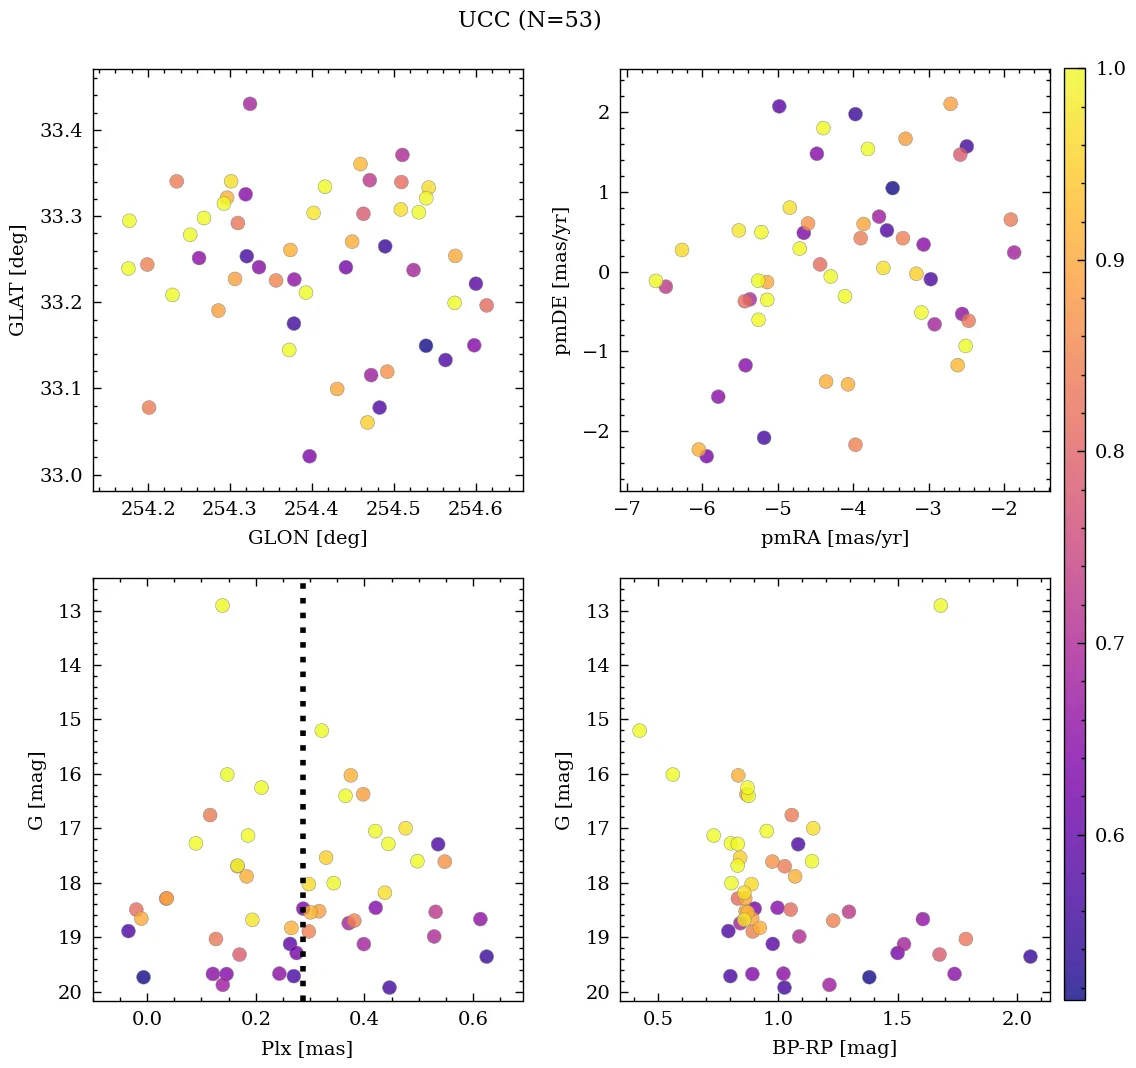 UCC (N=53)
33.4
33.3
33.2
33.1
33.0
GLAT [deg]
254.2 254.3 254.4 254.5 254.6
GLON [deg]
2
1
0
−1
−2
pmDE [mas/yr]
−7 −6 −5 −4 −3 −2
pmRA [mas/yr]
1.0
0.9
0.8
0.7
0.6
13
14
15
16
17
18
19
20
G [mag]
0.0 0.2 0.4 0.6
Plx [mas]
13
14
15
16
17
18
19
20
G [mag]
0.5 1.0 1.5 2.0
BP-RP [mag]